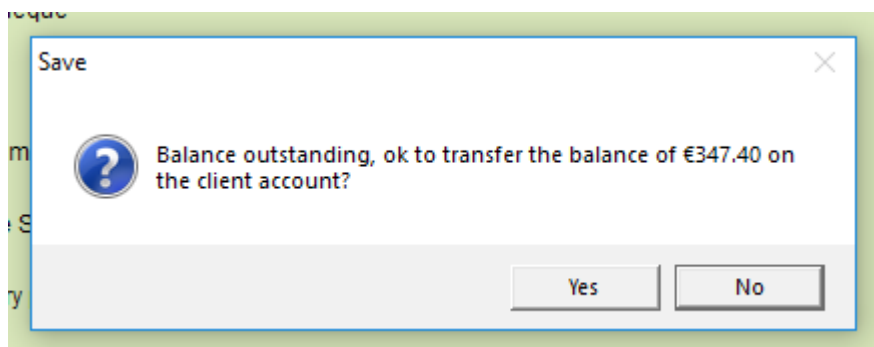 Save
Balance outstanding, ok to transfer the balance of €347.40 on
the client account?
Yes
No